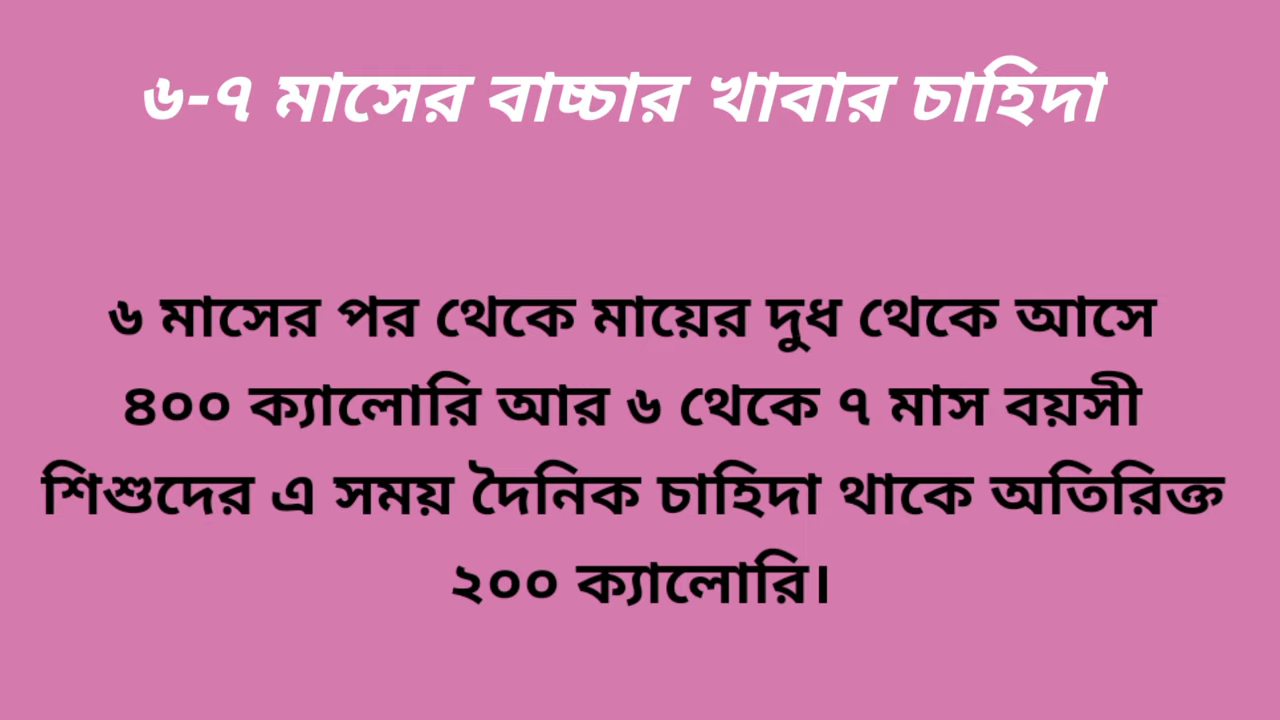 ৬-৭ মাসের বাচ্চার খাবার চাহিদা
৬ মাসের পর থেকে মায়ের দুধ থেকে আসে
৪০০ ক্যালোরি আর ৬ থেকে ৭ মাস বয়সী
শিশুদের এ সময় দৈনিক চাহিদা থাকে অতিরিক্ত
২০০ ক্যালোরি।